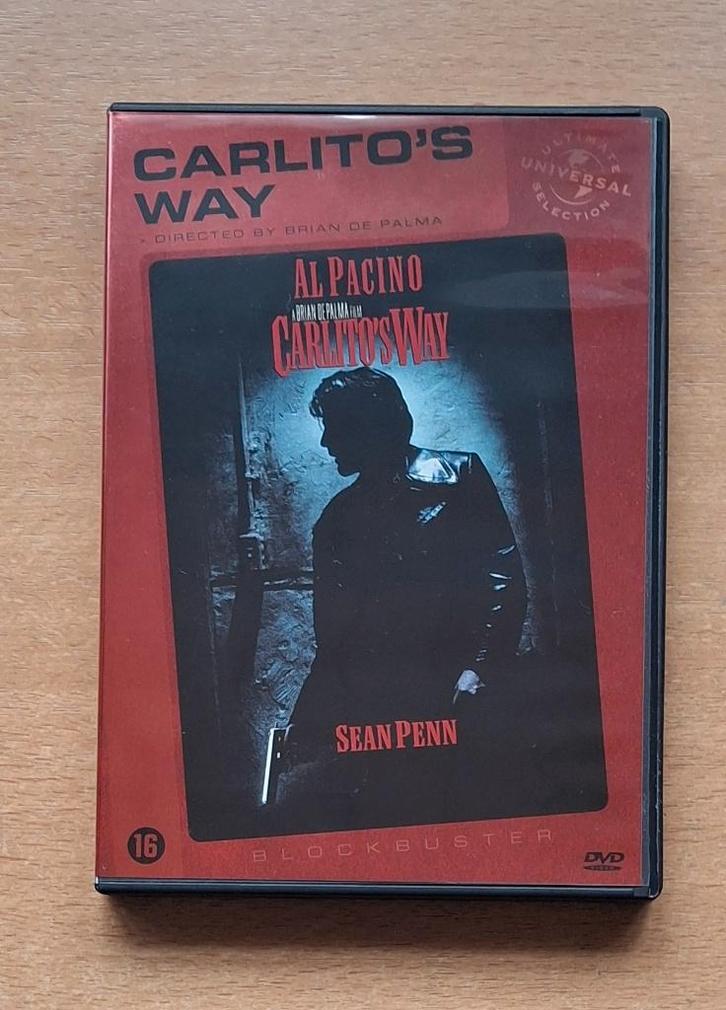 CARLITO'S
WAY
> DIRECTED BY BRIAN DE PALMA
ULTIMATE
UNIVERSAL
SELECTION
AL PACINO
A BRIAN DE PALMA FILM
CARLITO'S WAY
SEAN PENN
16
BLOCKBUSTER
DVD
VIDEO